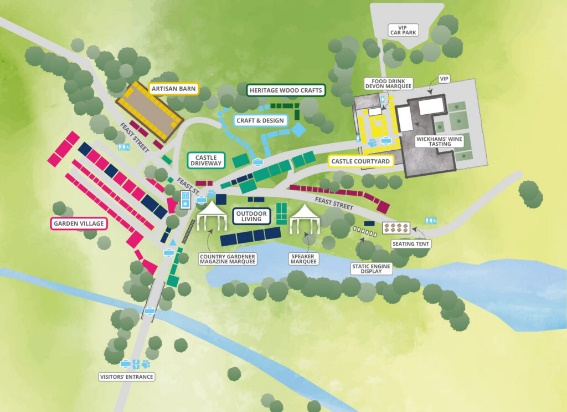 VIP
CAR PARK
FOOD DRINK
DEVON MARQUEE
VIP
ARTISAN BARN
HERITAGE WOOD CRAFTS
CRAFT & DESIGN
WICKHAMS' WINE
TASTING
FEAST STREET
CASTLE
DRIVEWAY
CASTLE COURTYARD
FEAST ST.
FEAST STREET
GARDEN VILLAGE
OUTDOOR
LIVING
SEATING TENT
COUNTRY GARDENER
MAGAZINE MARQUEE
SPEAKER
MARQUEE
STATIC ENGINE
DISPLAY
VISITORS' ENTRANCE